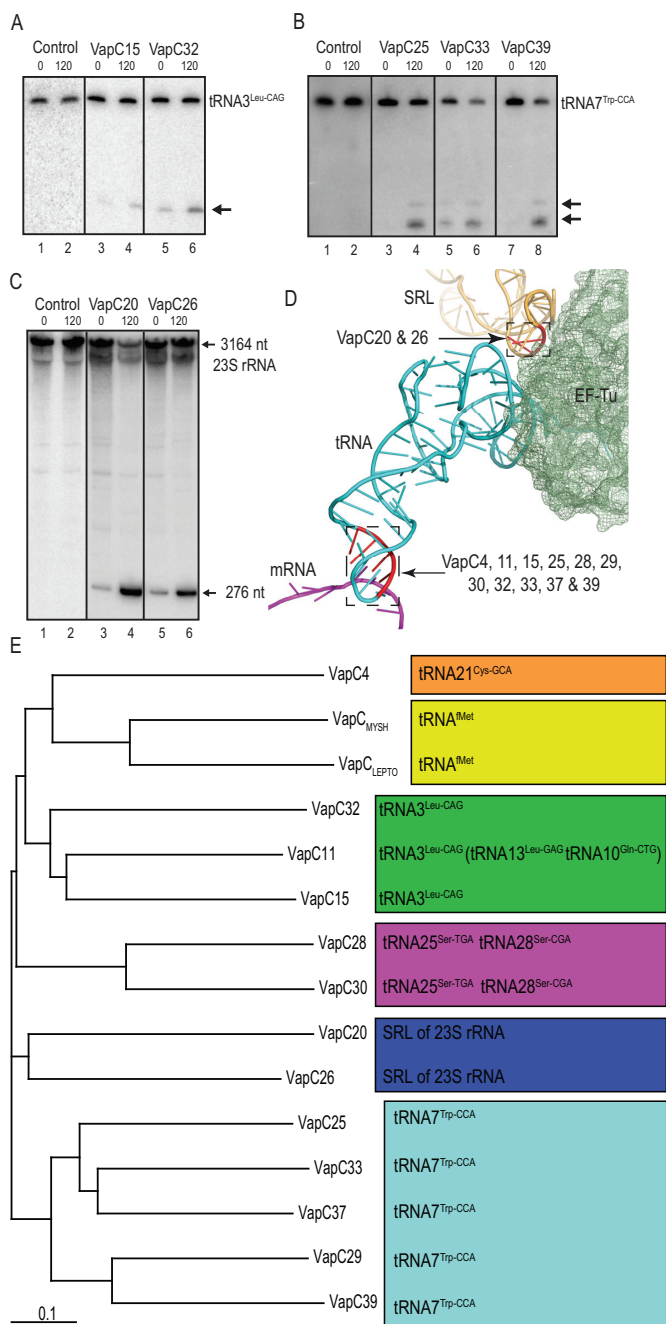 A
Control VapC15 VapC32
0 120 0 120 0 120
tRNA3Leu-CAG
1 2 3 4 5 6
B
Control VapC25 VapC33 VapC39
0 120 0 120 0 120 0 120
tRNA7Trp-CCA
1 2 3 4 5 6 7 8
C
Control VapC20 VapC26
0 120 0 120 0 120
3164 nt
23S rRNA
276 nt
1 2 3 4 5 6
D
SRL
VapC20 & 26
EF-Tu
tRNA
mRNA
VapC4, 11, 15, 25, 28, 29,
30, 32, 33, 37 & 39
E
VapC4 tRNA21Cys-GCA
VapCMYSH tRNAfMet
VapCLEPTO tRNAfMet
VapC32 tRNA3Leu-CAG
VapC11 tRNA3Leu-CAG (tRNA13Leu-GAG tRNA10Gln-CTG)
VapC15 tRNA3Leu-CAG
VapC28 tRNA25Ser-TGA tRNA28Ser-CGA
VapC30 tRNA25Ser-TGA tRNA28Ser-CGA
VapC20 SRL of 23S rRNA
VapC26 SRL of 23S rRNA
VapC25 tRNA7Trp-CCA
VapC33 tRNA7Trp-CCA
VapC37 tRNA7Trp-CCA
VapC29 tRNA7Trp-CCA
VapC39 tRNA7Trp-CCA
0.1